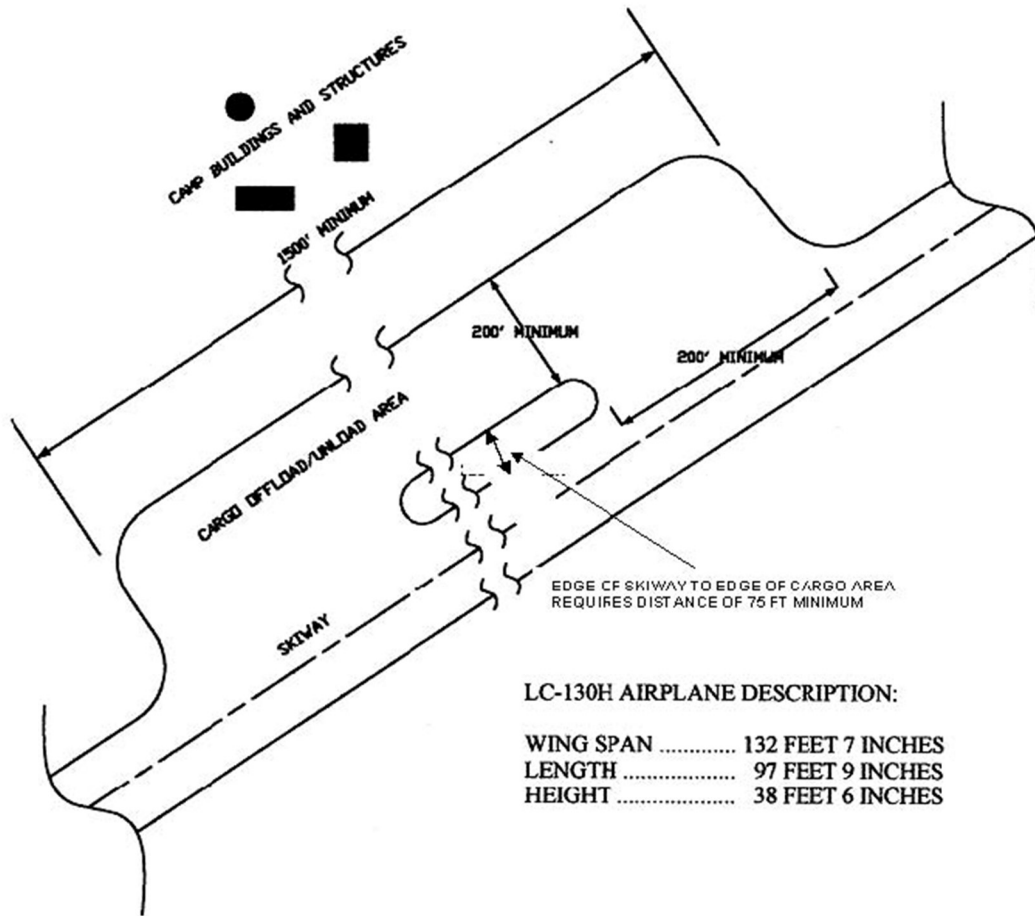 CAMP BUILDINGS AND STRUCTURES
1500' MINIMUM
200' MINIMUM
200' MINIMUM
CARGO OFFLOAD/UNLOAD AREA
EDGE OF SKIWAY TO EDGE OF CARGO AREA
REQUIRES DISTANCE OF 75 FT MINIMUM
SKIWAY
LC-130H AIRPLANE DESCRIPTION:
WING SPAN ............ 132 FEET 7 INCHES
LENGTH ................... 97 FEET 9 INCHES
HEIGHT .................... 38 FEET 6 INCHES